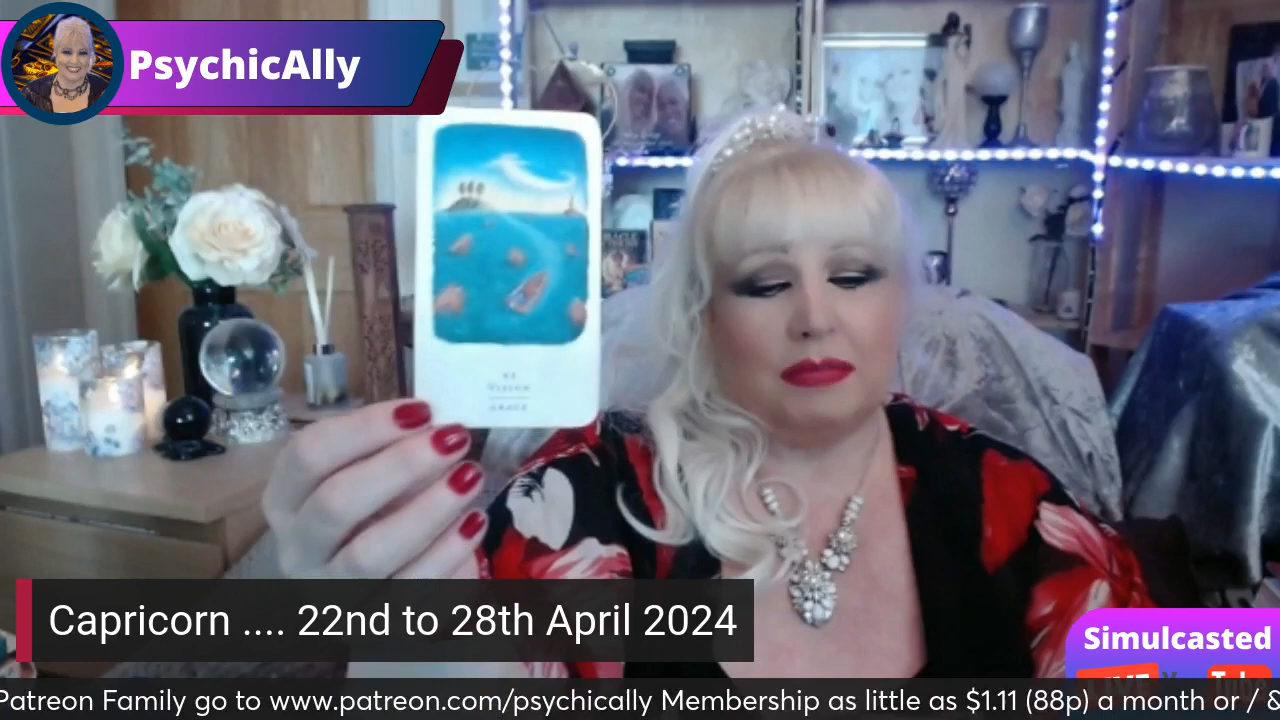 PsychicAlly
Capricorn .... 22nd to 28th April 2024
Simulcasted
Patreon Family go to www.patreon.com/psychically Membership as little as $1.11 (88p) a month or / &